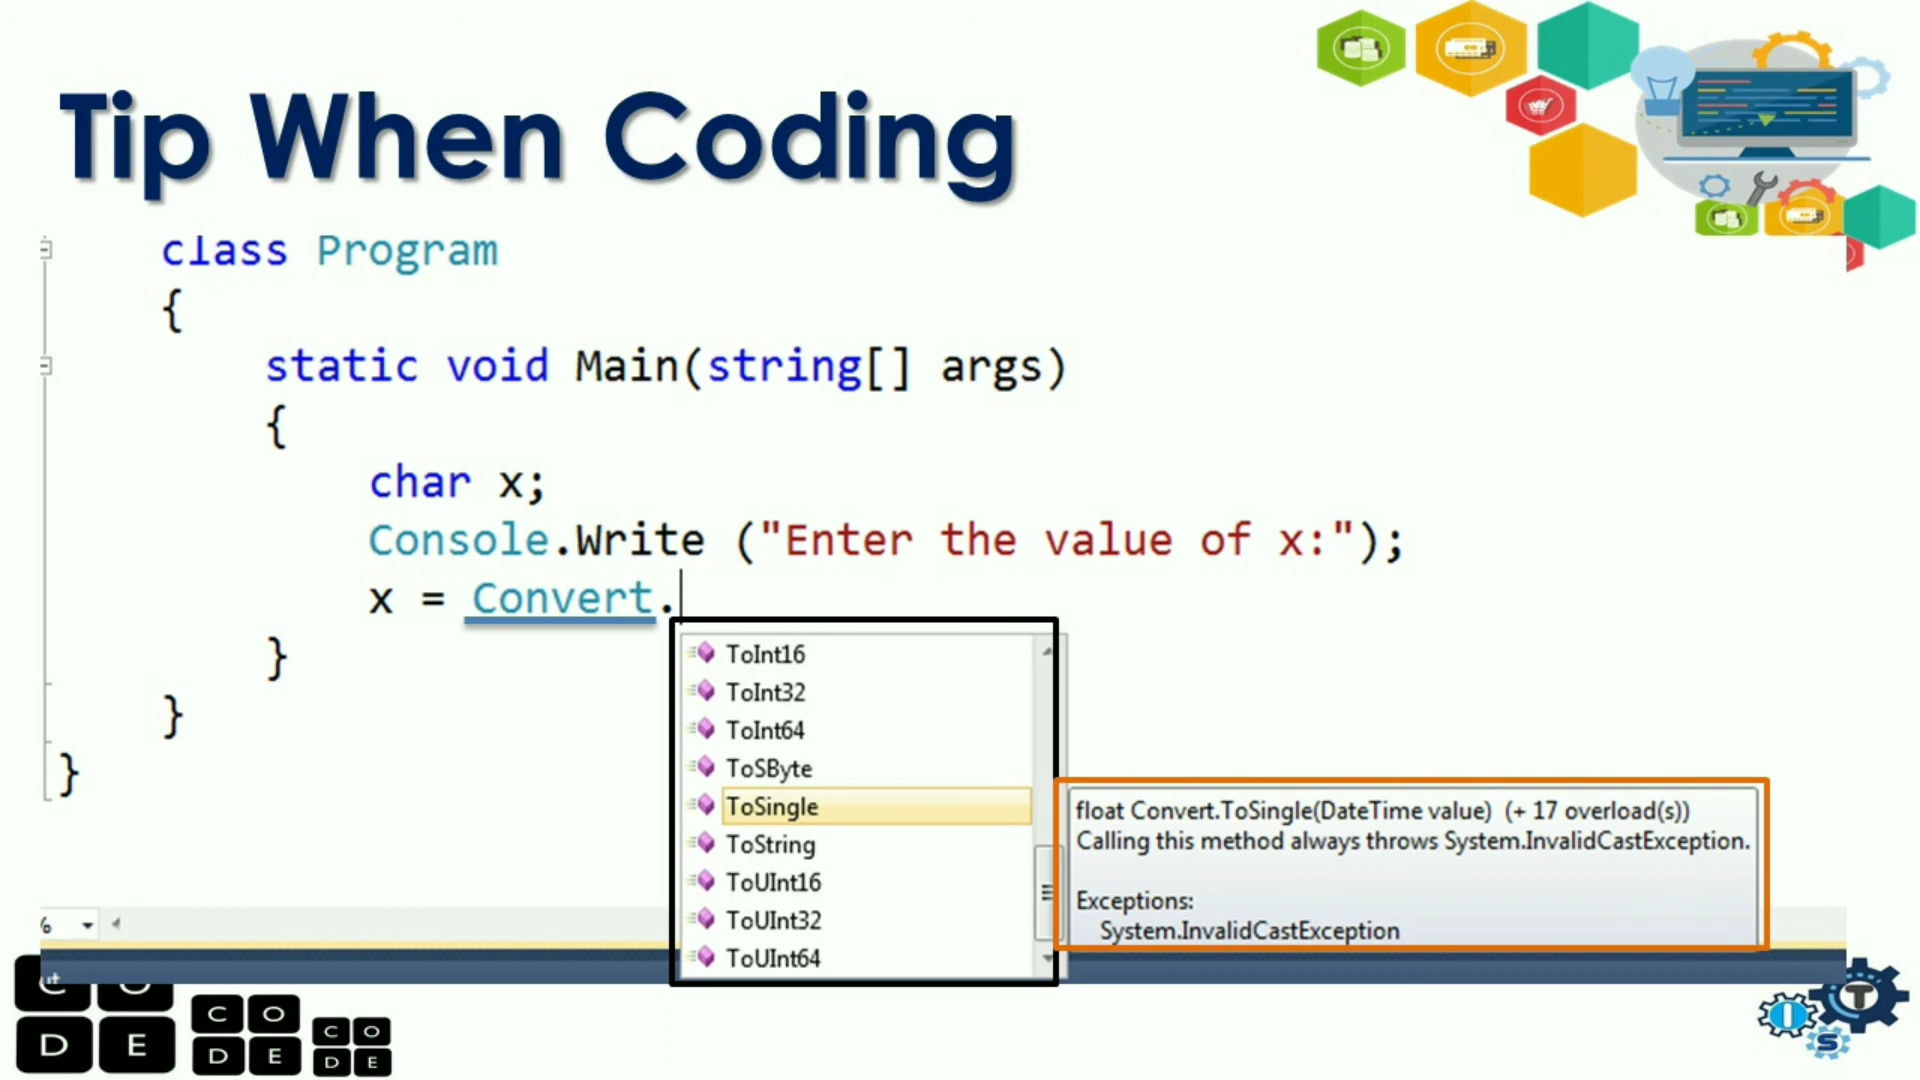 Tip When Coding
class Program
{
static void Main(string[] args)
{
char x;
Console.Write ("Enter the value of x:");
x = Convert.
}
}
}
ToInt16
ToInt32
ToInt64
ToSByte
ToSingle
ToString
ToUInt16
ToUInt32
ToUInt64
float Convert.ToSingle(DateTime value) (+ 17 overload(s))
Calling this method always throws System.InvalidCastException.
Exceptions:
System.InvalidCastException
%
ut
C O
D E
C O
D E
C O
D E
I T S